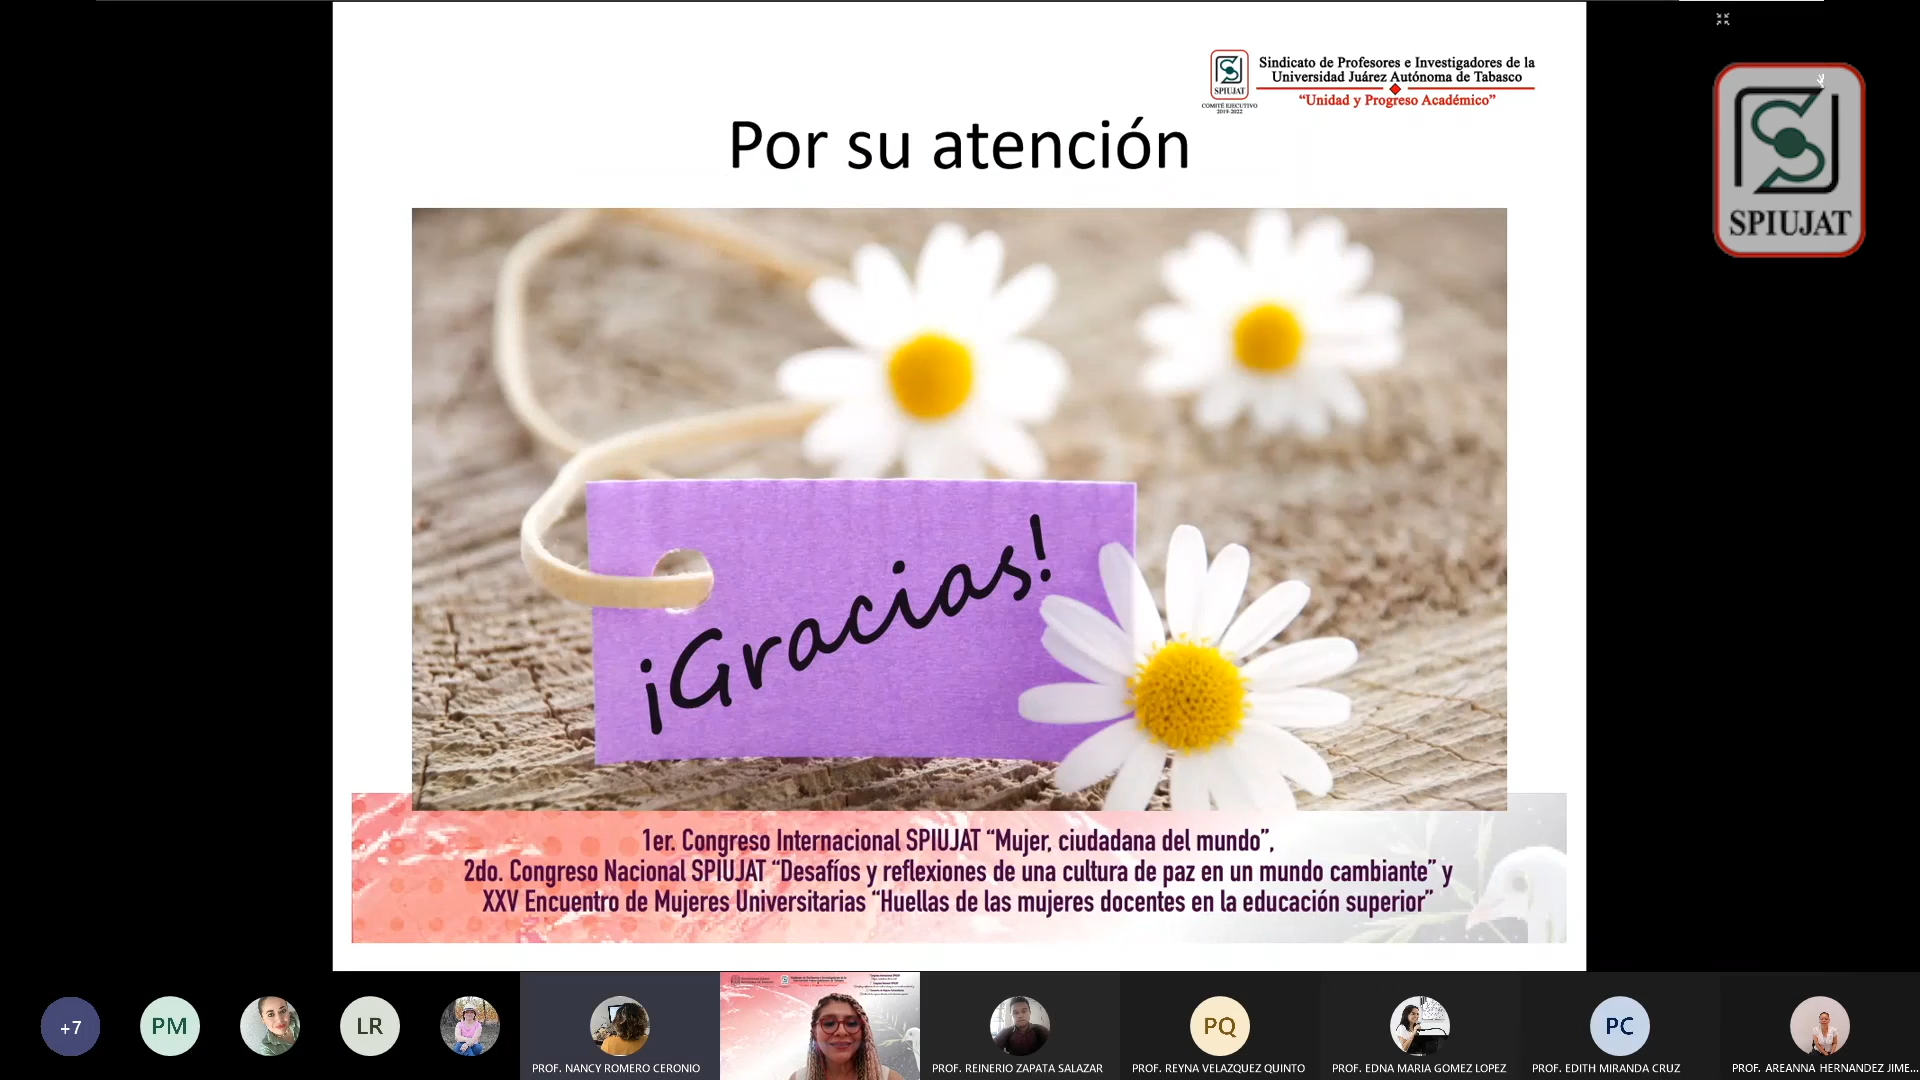 SPIUJAT
COMITÉ EJECUTIVO
2019-2022
Sindicato de Profesores e Investigadores de la
Universidad Juárez Autónoma de Tabasco
“Unidad y Progreso Académico”
SPIUJAT
Por su atención
¡Gracias!
1er. Congreso Internacional SPIUJAT “Mujer, ciudadana del mundo”,
2do. Congreso Nacional SPIUJAT “Desafíos y reflexiones de una cultura de paz en un mundo cambiante” y
XXV Encuentro de Mujeres Universitarias “Huellas de las mujeres docentes en la educación superior”
+7
PM
LR
PROF. NANCY ROMERO CERONIO
PROF. REINERIO ZAPATA SALAZAR
PQ
PROF. REYNA VELAZQUEZ QUINTO
PROF. EDNA MARIA GOMEZ LOPEZ
PC
PROF. EDITH MIRANDA CRUZ
PROF. AREANNA HERNANDEZ JIME...